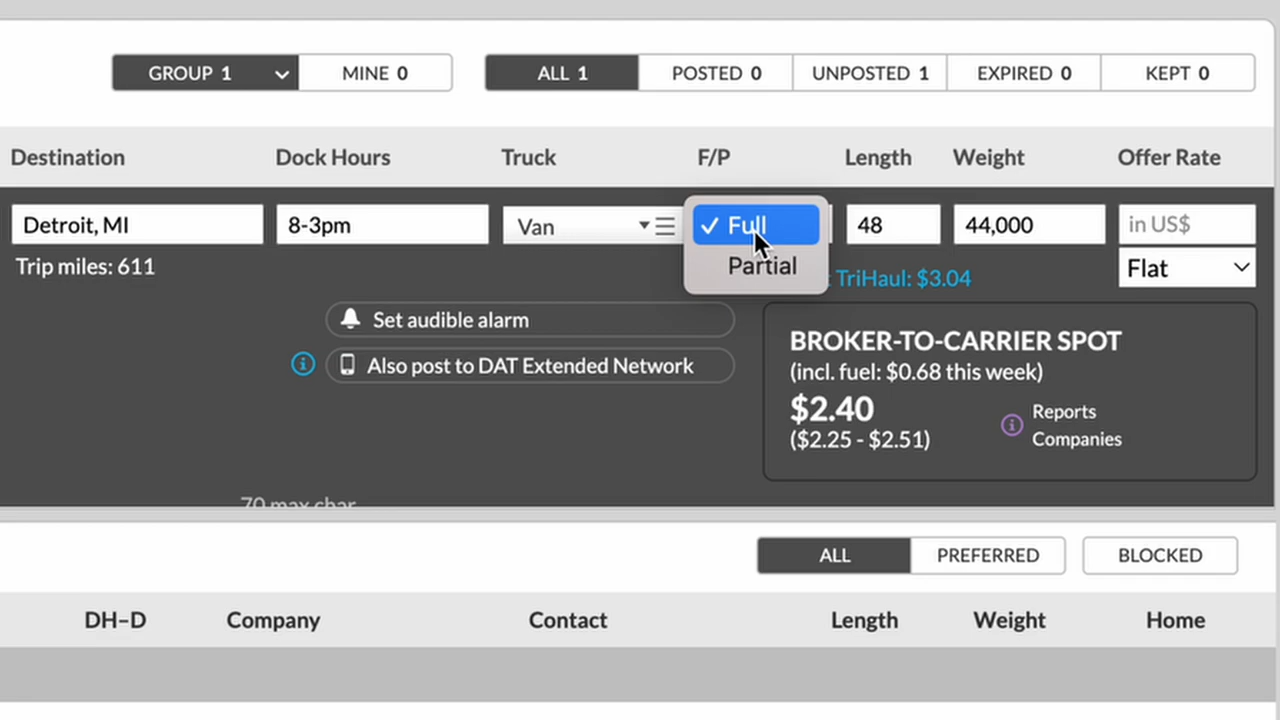 GROUP 1 MINE 0 ALL 1 POSTED 0 UNPOSTED 1 EXPIRED 0 KEPT 0
Destination Dock Hours Truck F/P Length Weight Offer Rate
Detroit, MI 8-3pm Van Full 48 44,000 in US$
Trip miles: 611 Partial TriHaul: $3.04 Flat
Set audible alarm
Also post to DAT Extended Network
BROKER-TO-CARRIER SPOT
(incl. fuel: $0.68 this week)
$2.40
($2.25 - $2.51)
Reports
Companies
70 max char
ALL PREFERRED BLOCKED
DH-D Company Contact Length Weight Home